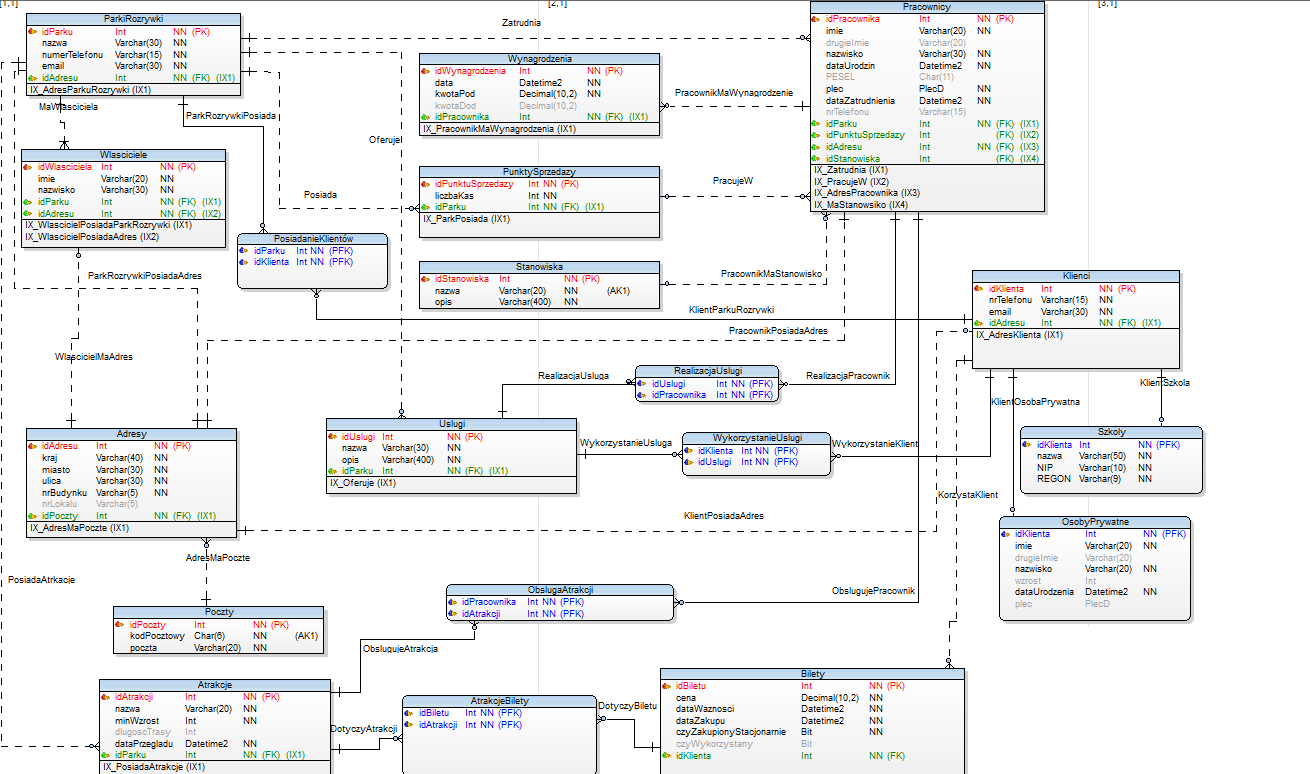 [1,1]
[2,1]
[3,1]
ParkiRozrywki
idParku Int NN (PK)
nazwa Varchar(30) NN
numerTelefonu Varchar(15) NN
email Varchar(30) NN
idAdresu Int NN (FK) (IX1)
IX_AdresParkuRozrywki (IX1)
Zatrudnia
Pracownicy
idPracownika Int NN (PK)
imie Varchar(20) NN
drugieImie Varchar(20)
nazwisko Varchar(30) NN
dataUrodzin Datetime2 NN
PESEL Char(11)
plec PlecD NN
dataZatrudnienia Datetime2 NN
nrTelefonu Varchar(15)
idParku Int NN (FK) (IX1)
idPunktuSprzedazy Int (FK) (IX2)
idAdresu Int NN (FK) (IX3)
idStanowiska Int (FK) (IX4)
IX_Zatrudnia (IX1)
IX_PracujeW (IX2)
IX_AdresPracownika (IX3)
IX_MaStanowsiko (IX4)
Wynagrodzenia
idWynagrodzenia Int NN (PK)
data Datetime2 NN
kwotaPod Decimal(10,2) NN
kwotaDod Decimal(10,2)
idPracownika Int NN (FK) (IX1)
IX_PracownikMaWynagrodzenia (IX1)
PracownikMaWynagrodzenie
MaWlasciciela
ParkRozrywkiPosiada
Oferuje
Wlasciciele
idWlasciciela Int NN (PK)
imie Varchar(20) NN
nazwisko Varchar(30) NN
idParku Int NN (FK) (IX1)
idAdresu Int NN (FK) (IX2)
IX_WlascicielPosiadaParkRozrywki (IX1)
IX_WlascicielPosiadaAdres (IX2)
Posiada
PunktySprzedazy
idPunktuSprzedazy Int NN (PK)
liczbaKas Int NN
idParku Int NN (FK) (IX1)
IX_ParkPosiada (IX1)
PracujeW
PosiadanieKlientów
idParku Int NN (PFK)
idKlienta Int NN (PFK)
Stanowiska
idStanowiska Int NN (PK)
nazwa Varchar(20) NN (AK1)
opis Varchar(400) NN
PracownikMaStanowisko
ParkRozrywkiPosiadaAdres
KlientParkuRozrywki
PracownikPosiadaAdres
Klienci
idKlienta Int NN (PK)
nrTelefonu Varchar(15) NN
email Varchar(30) NN
idAdresu Int NN (FK) (IX1)
IX_AdresKlienta (IX1)
WlascicielMaAdres
RealizacjaUsluga
RealizacjaUslugi
idUslugi Int NN (PFK)
idPracownika Int NN (PFK)
RealizacjaPracownik
KlientSzkola
KlientOsobaPrywatna
Adresy
idAdresu Int NN (PK)
kraj Varchar(40) NN
miasto Varchar(30) NN
ulica Varchar(30) NN
nrBudynku Varchar(5) NN
nrLokalu Varchar(5)
idPoczty Int NN (FK) (IX1)
IX_AdresMaPoczte (IX1)
Uslugi
idUslugi Int NN (PK)
nazwa Varchar(30) NN
opis Varchar(400) NN
idParku Int NN (FK) (IX1)
IX_Oferuje (IX1)
WykorzystanieUsluga
WykorzystanieUslugi
idKlienta Int NN (PFK)
idUslugi Int NN (PFK)
WykorzystanieKlient
Szkoly
idKlienta Int NN (PFK)
nazwa Varchar(50) NN
NIP Varchar(10) NN
REGON Varchar(9) NN
KorzystaKlient
KlientPosiadaAdres
OsobyPrywatne
idKlienta Int NN (PFK)
imie Varchar(20) NN
drugieImie Varchar(20)
nazwisko Varchar(30) NN
wzrost Int
dataUrodzenia Datetime2 NN
plec PlecD
AdresMaPoczte
PosiadaAtrkacje
Poczty
idPoczty Int NN (PK)
kodPocztowy Char(6) NN (AK1)
poczta Varchar(20) NN
ObslugaAtrakcji
idPracownika Int NN (PFK)
idAtrakcji Int NN (PFK)
ObslugujePracownik
ObslugujeAtrakcja
Atrakcje
idAtrakcji Int NN (PK)
nazwa Varchar(20) NN
minWzrost Int NN
dlugoscTrasy Int
dataPrzegladu Datetime2 NN
idParku Int NN (FK) (IX1)
IX_PosiadaAtrakcje (IX1)
DotyczyAtrakcji
AtrakcjeBilety
idBiletu Int NN (PFK)
idAtrakcji Int NN (PFK)
DotyczyBiletu
Bilety
idBiletu Int NN (PK)
cena Decimal(10,2) NN
dataWaznosci Datetime2 NN
dataZakupu Datetime2 NN
czyZakupionyStacjonarnie Bit NN
czyWykorzystany Bit
idKlienta Int NN (FK)